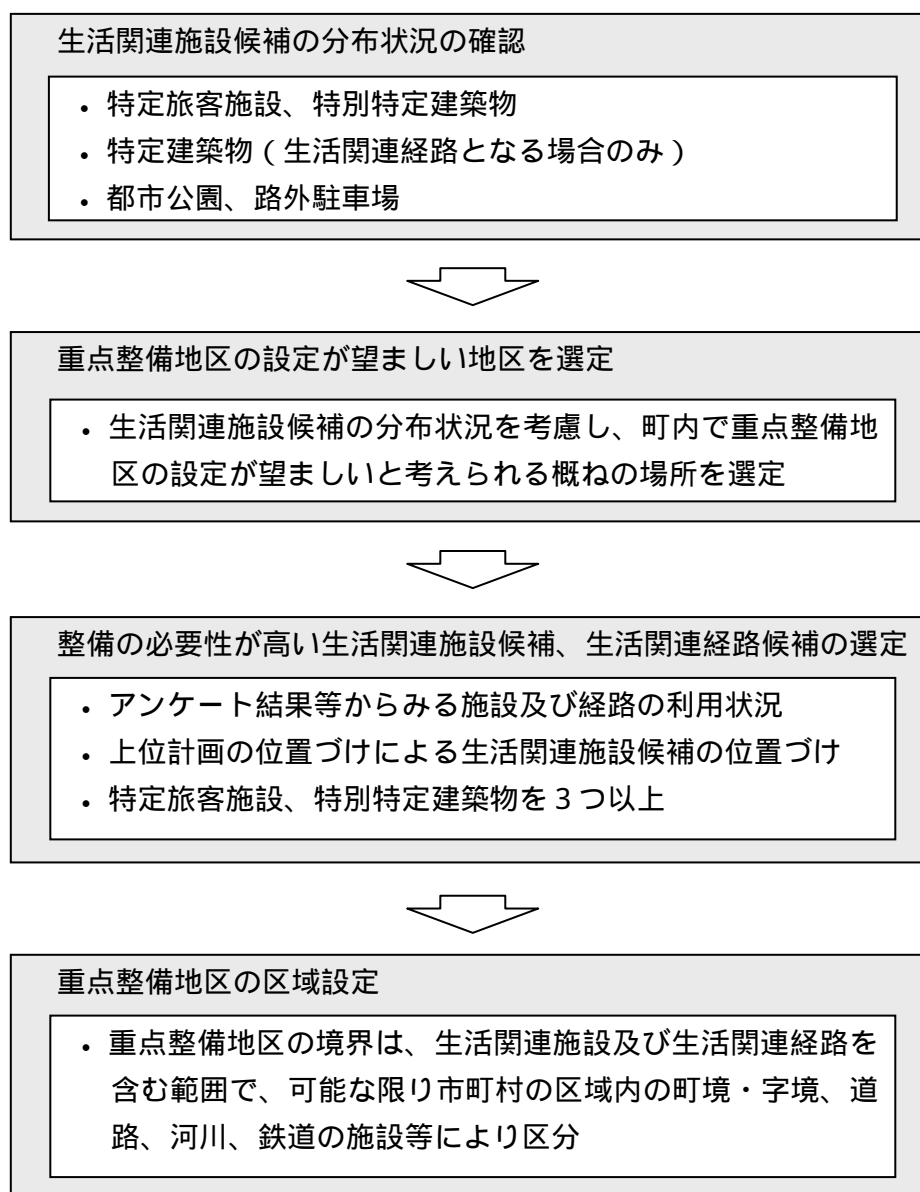 生活関連施設候補の分布状況の確認
・特定旅客施設、特別特定建築物
・特定建築物（生活関連経路となる場合のみ）
・都市公園、路外駐車場
重点整備地区の設定が望ましい地区を選定
・生活関連施設候補の分布状況を考慮し、町内で重点整備地
区の設定が望ましいと考えられる概ねの場所を選定
整備の必要性が高い生活関連施設候補、生活関連経路候補の選定
・アンケート結果等からみる施設及び経路の利用状況
・上位計画の位置づけによる生活関連施設候補の位置づけ
・特定旅客施設、特別特定建築物を３つ以上
重点整備地区の区域設定
・重点整備地区の境界は、生活関連施設及び生活関連経路を
含む範囲で、可能な限り市町村の区域内の町境・字境、道
路、河川、鉄道の施設等により区分